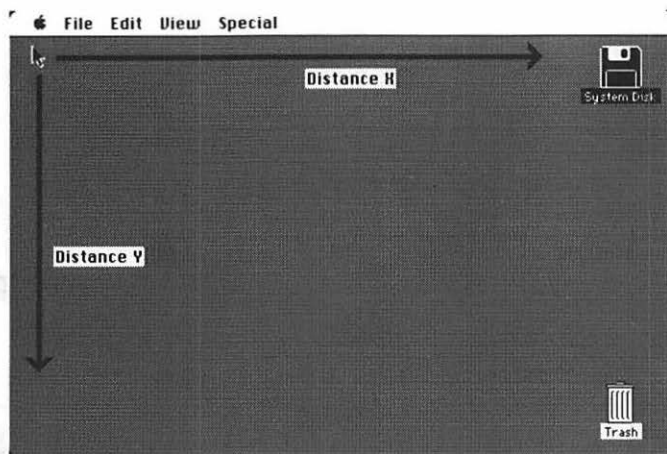 File Edit View Special
Distance X
System Disk
Distance Y
Trash